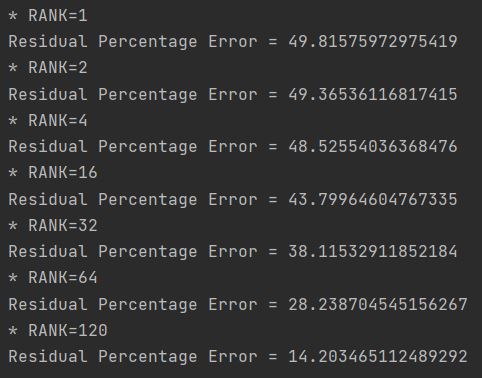 * RANK=1
Residual Percentage Error = 49.81575972975419
* RANK=2
Residual Percentage Error = 49.36536116817415
* RANK=4
Residual Percentage Error = 48.52554036368476
* RANK=16
Residual Percentage Error = 43.79964604767335
* RANK=32
Residual Percentage Error = 38.11532911852184
* RANK=64
Residual Percentage Error = 28.238704545156267
* RANK=120
Residual Percentage Error = 14.203465112489292